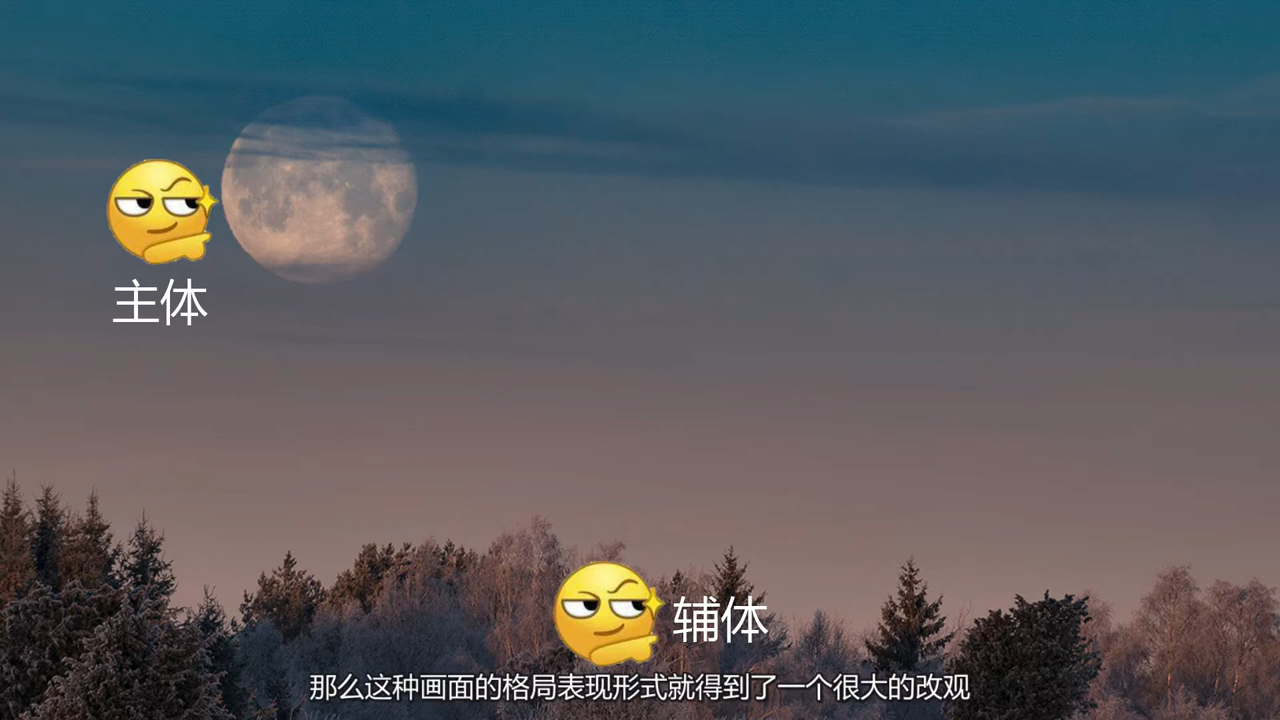 主体
辅体
那么这种画面的格局表现形式就得到了一个很大的改观